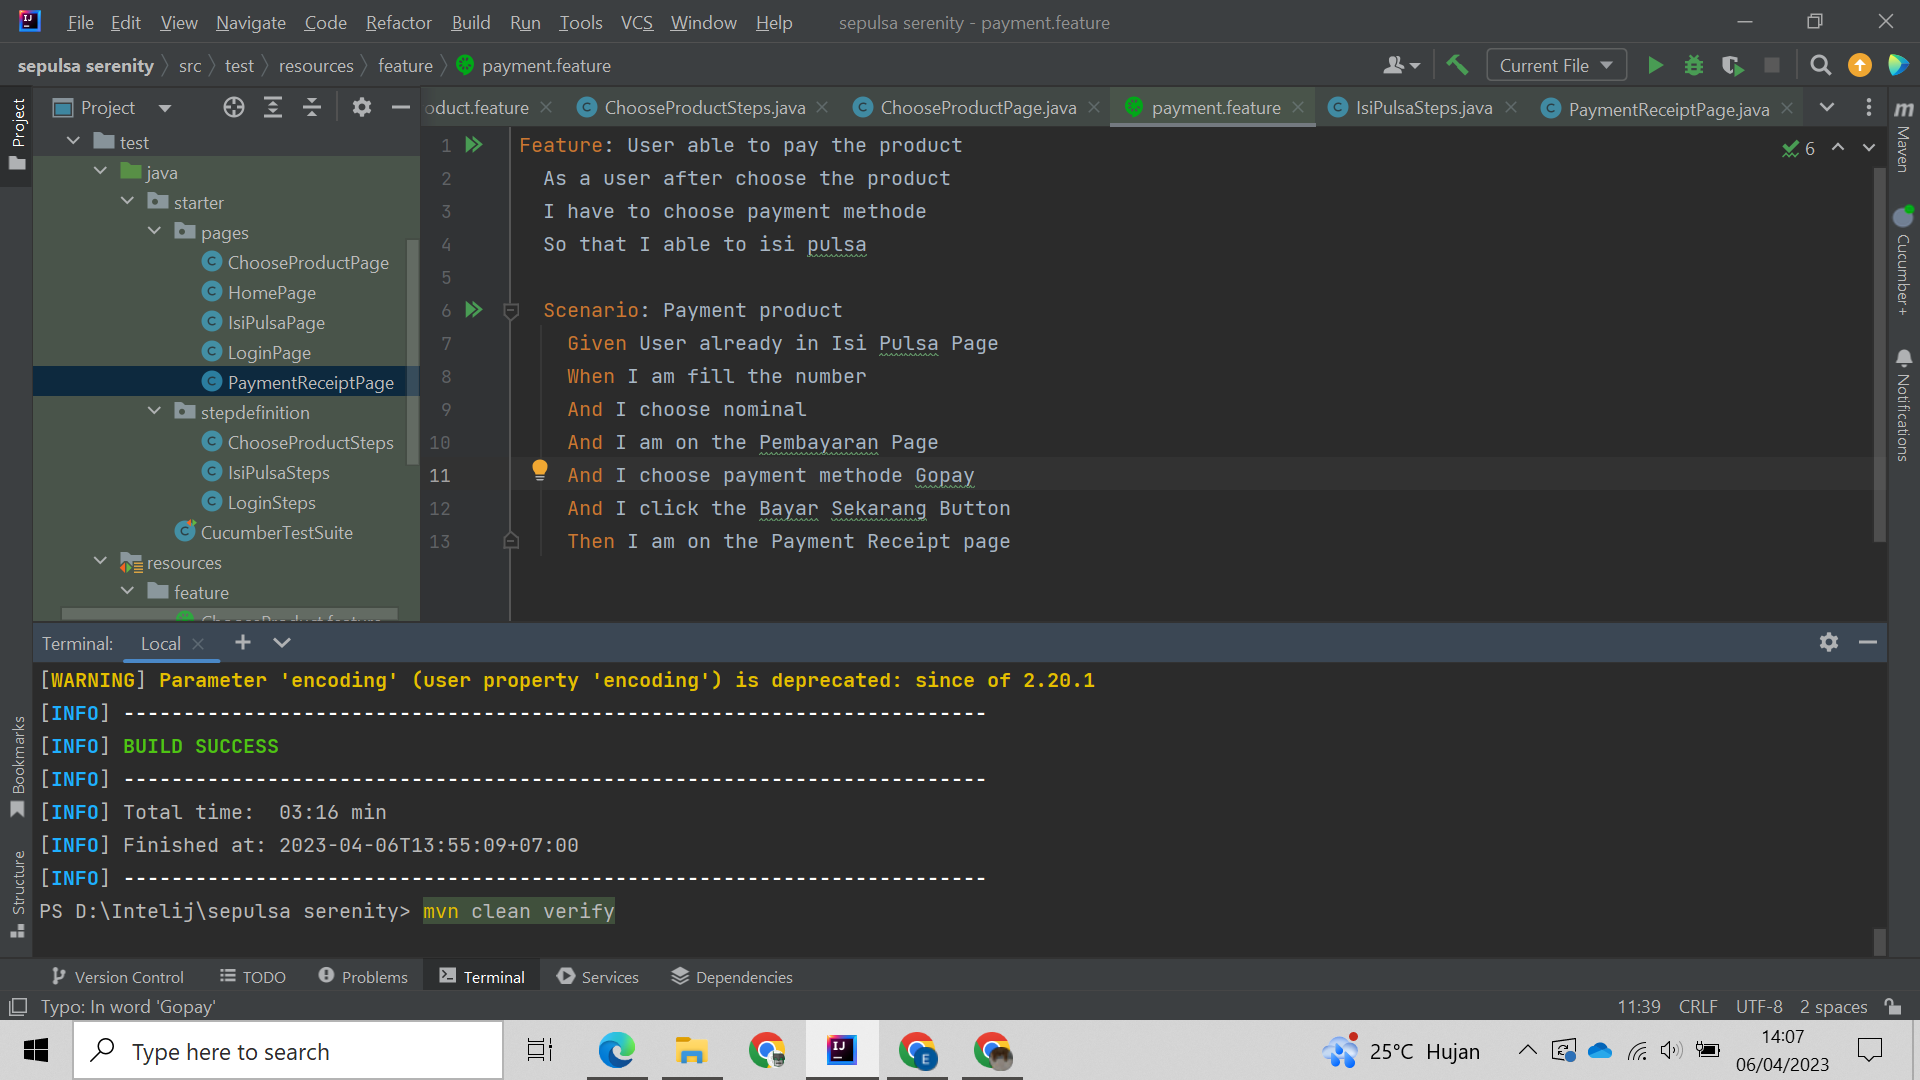 File Edit View Navigate Code Refactor Build Run Tools VCS Window Help sepulsa serenity - payment.feature
sepulsa serenity src test resources feature payment.feature Current File
Project oduct.feature ChooseProductSteps.java ChooseProductPage.java payment.feature IsiPulsaSteps.java PaymentReceiptPage.java
Project
Maven
Cucumber+
Notifications
Bookmarks
Structure
test
java
starter
pages
ChooseProductPage
HomePage
IsiPulsaPage
LoginPage
PaymentReceiptPage
stepdefinition
ChooseProductSteps
IsiPulsaSteps
LoginSteps
CucumberTestSuite
resources
feature
ChooseProduct.feature
1 Feature: User able to pay the product
2 As a user after choose the product
3 I have to choose payment methode
4 So that I able to isi pulsa
5
6 Scenario: Payment product
7 Given User already in Isi Pulsa Page
8 When I am fill the number
9 And I choose nominal
10 And I am on the Pembayaran Page
11 And I choose payment methode Gopay
12 And I click the Bayar Sekarang Button
13 Then I am on the Payment Receipt page
6
Terminal: Local
[WARNING] Parameter 'encoding' (user property 'encoding') is deprecated: since of 2.20.1
[INFO] ------------------------------------------------------------------------
[INFO] BUILD SUCCESS
[INFO] ------------------------------------------------------------------------
[INFO] Total time:  03:16 min
[INFO] Finished at: 2023-04-06T13:55:09+07:00
[INFO] ------------------------------------------------------------------------
PS D:\Intelij\sepulsa serenity> mvn clean verify
Version Control TODO Problems Terminal Services Dependencies
Typo: In word 'Gopay' 11:39 CRLF UTF-8 2 spaces
Type here to search
25°C Hujan
14:07
06/04/2023